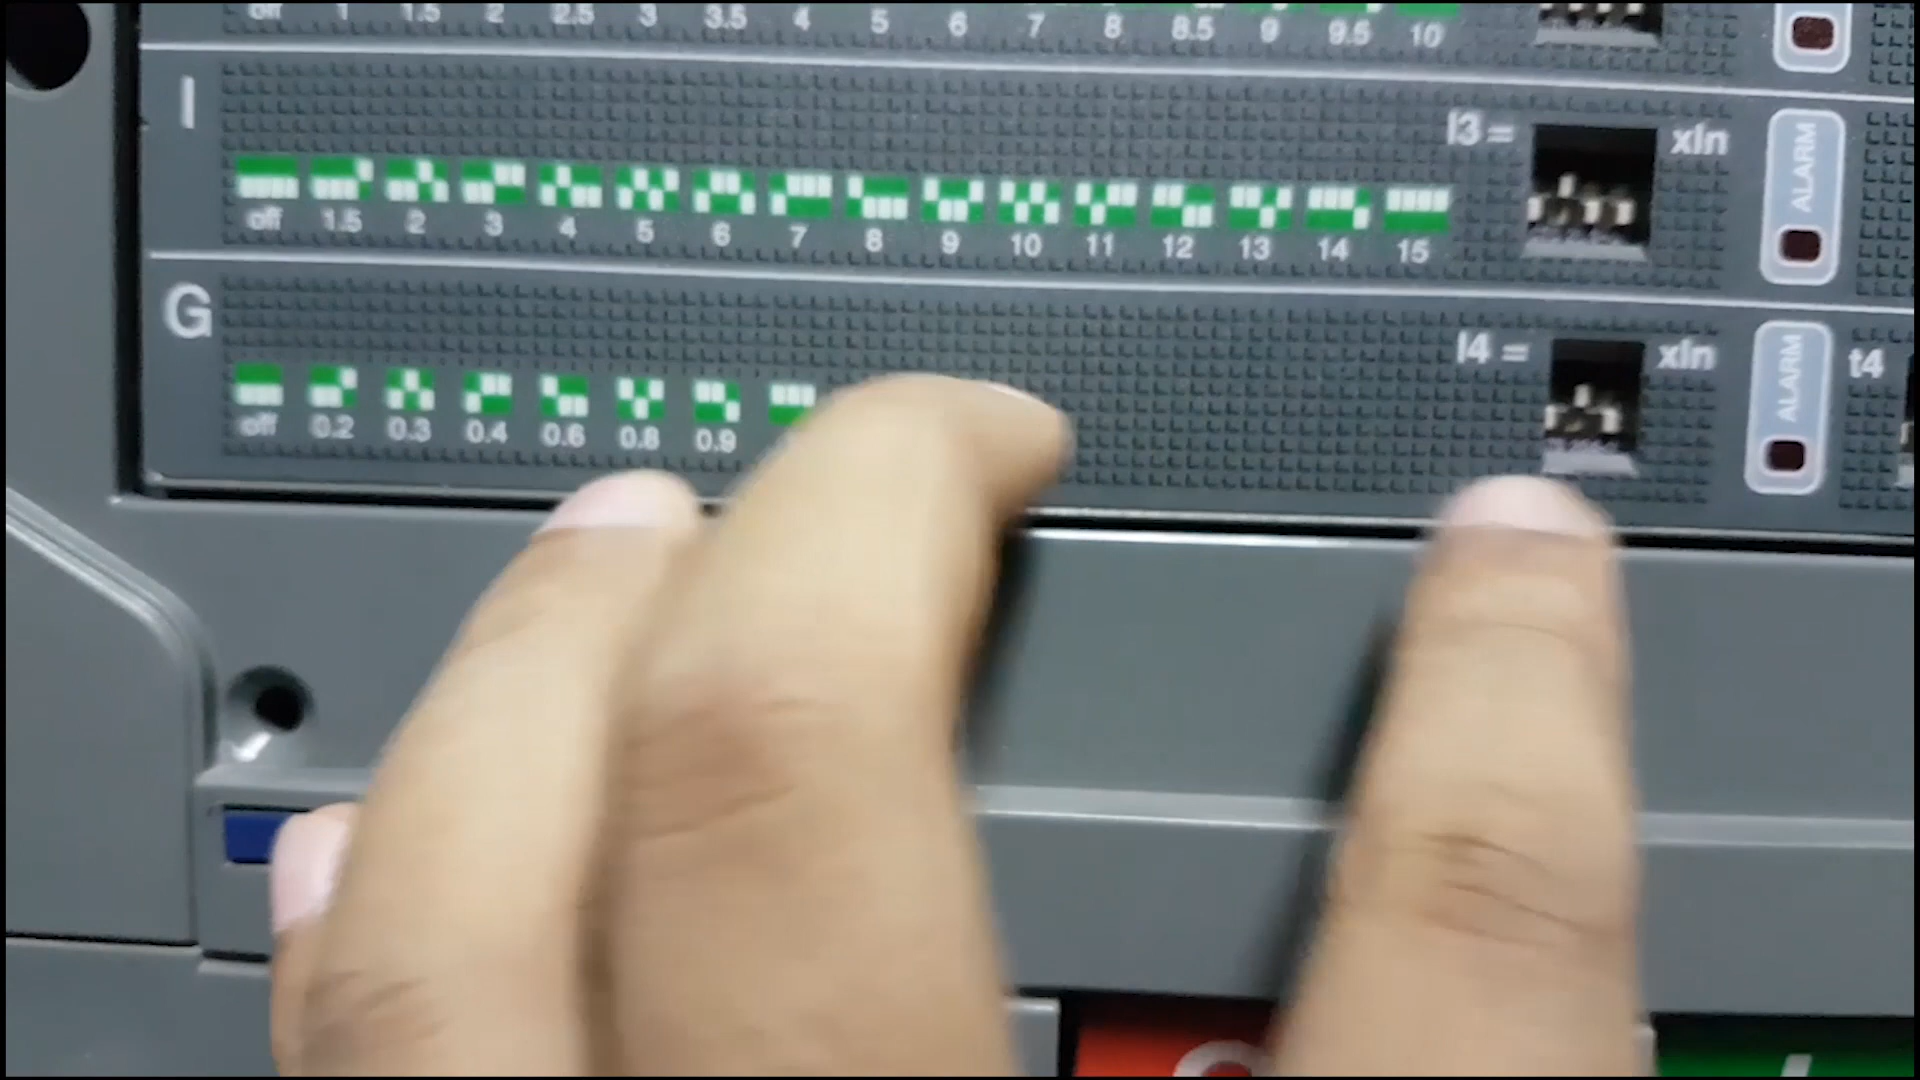 off 1 1.5 2 2.5 3 3.5 4 5 6 7 8 8.5 9 9.5 10
I
I3 = xIn
ALARM
off 1.5 2 3 4 5 6 7 8 9 10 11 12 13 14 15
G
I4 = xIn
ALARM
t4
off 0.2 0.3 0.4 0.6 0.8 0.9